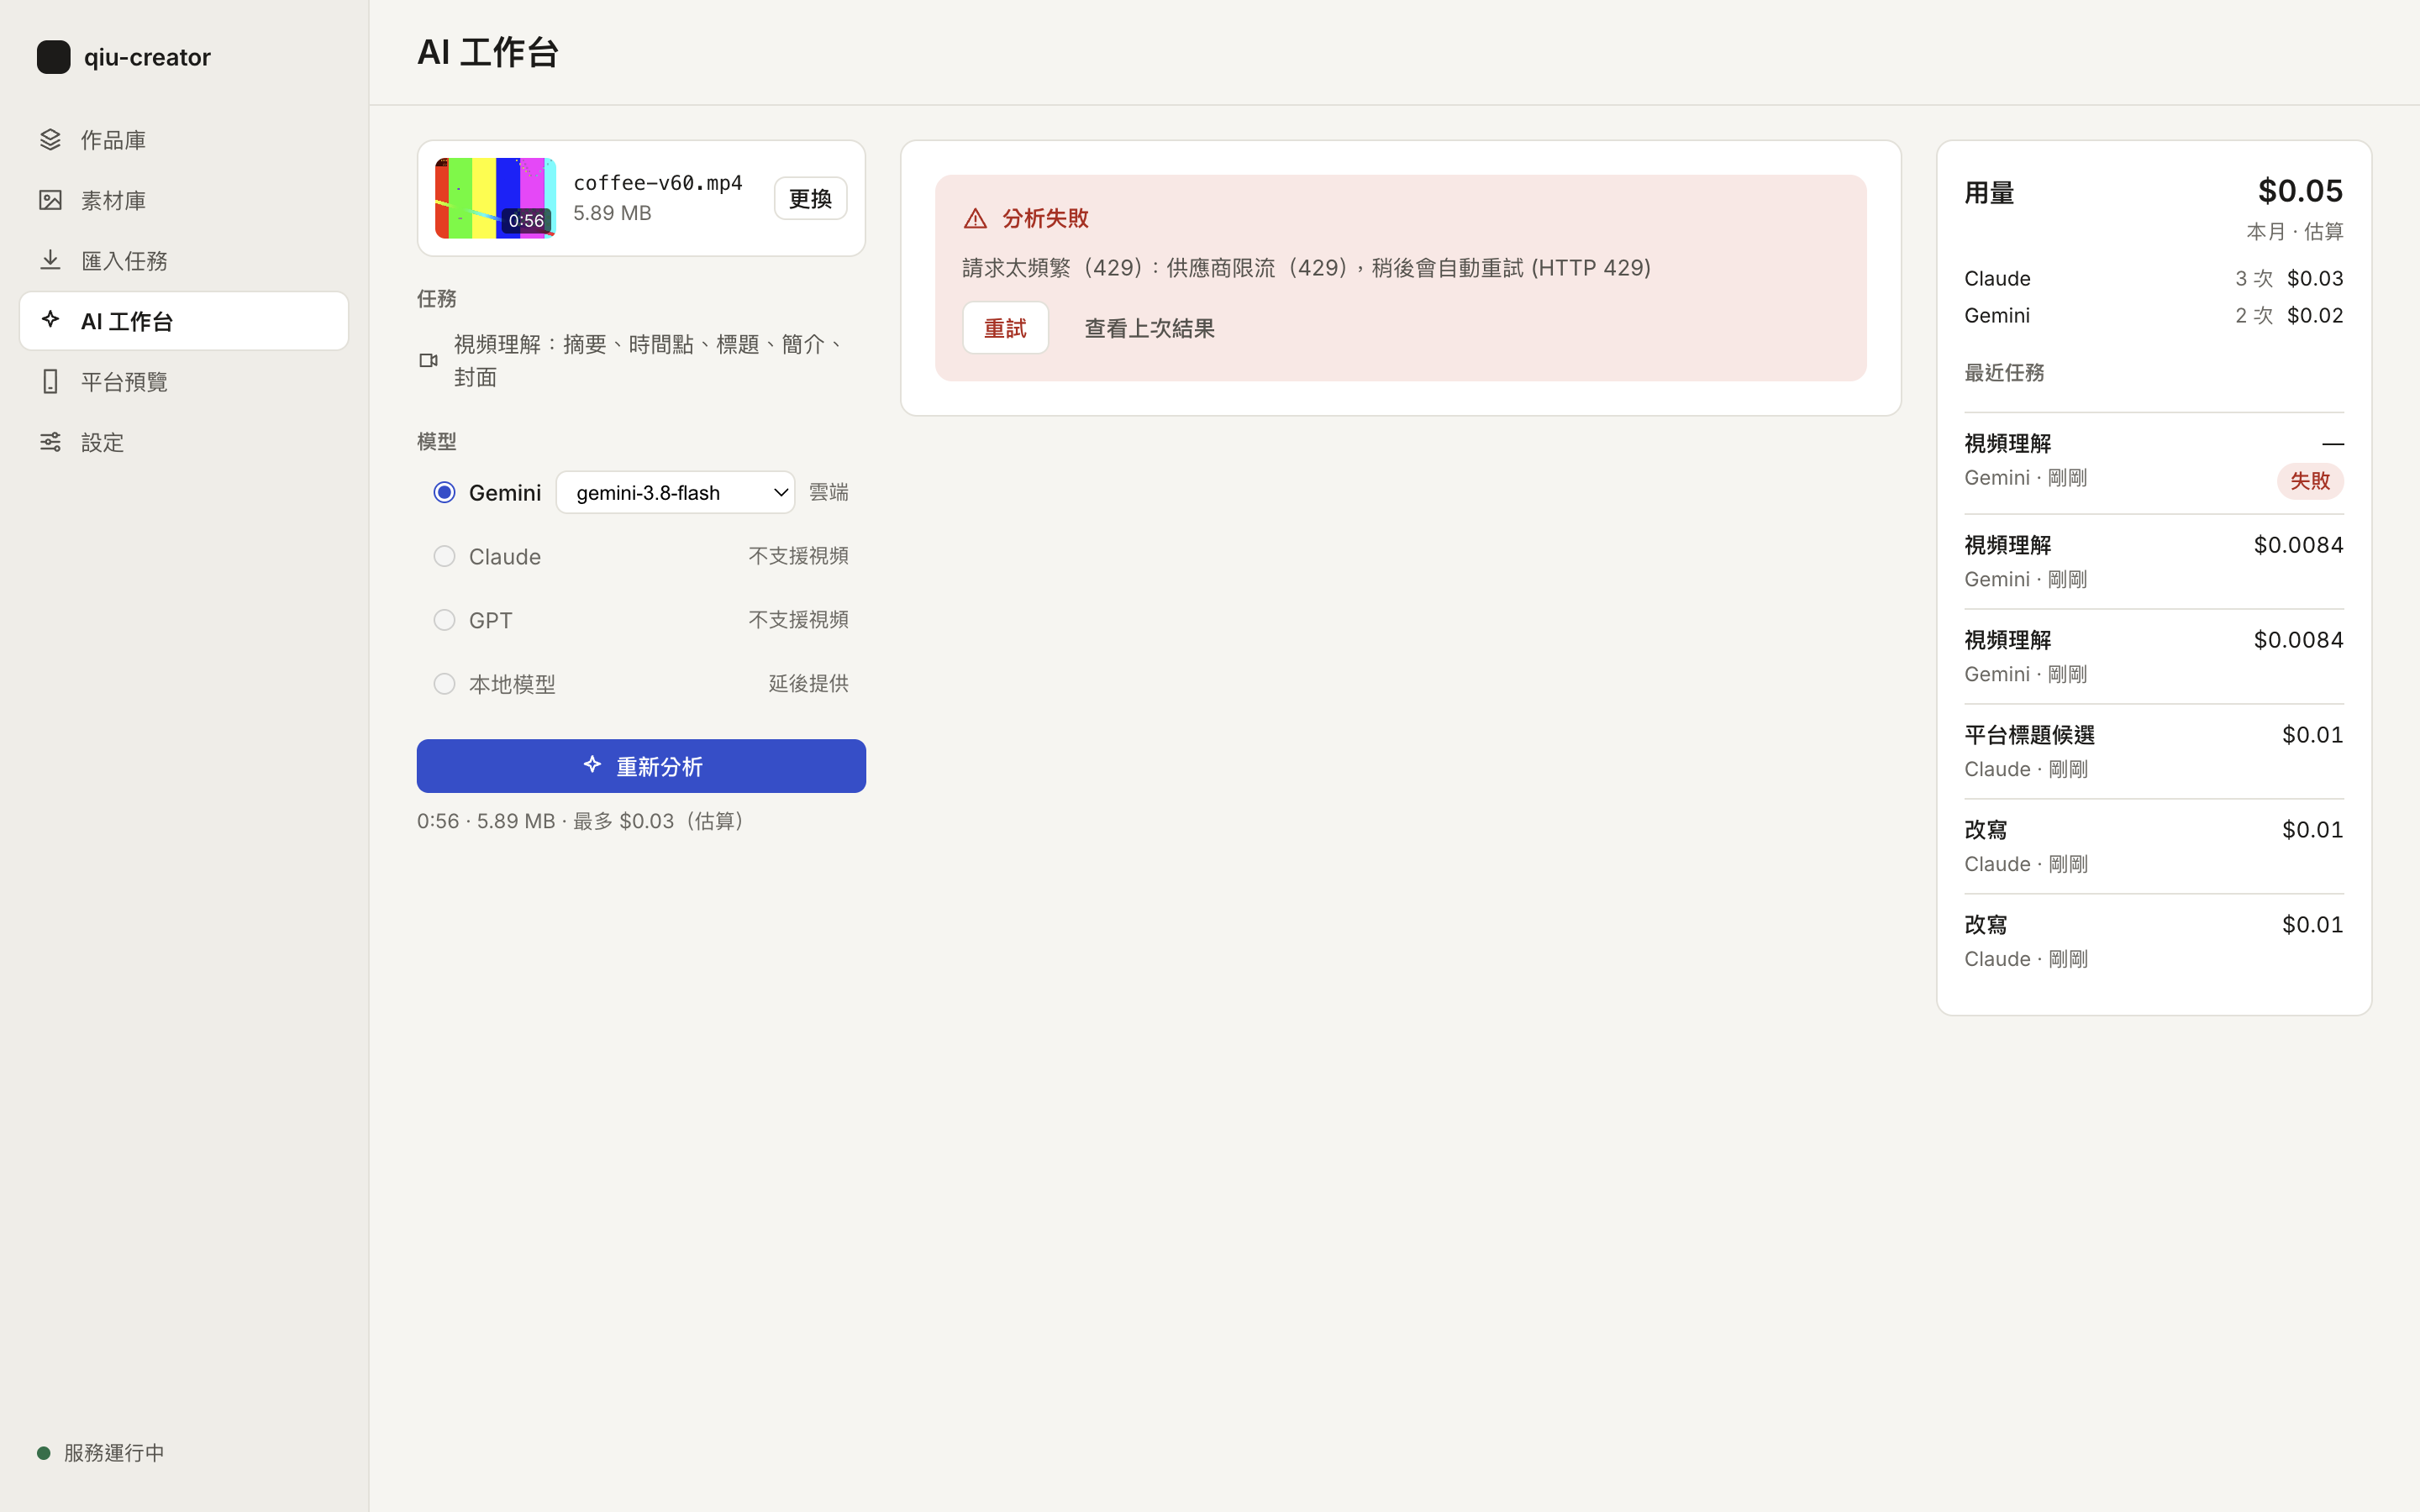 qiu-creator
作品庫
素材庫
匯入任務
AI 工作台
平台預覽
設定
服務運行中
AI 工作台
0:56
coffee-v60.mp4
5.89 MB
更換
任務
視頻理解：摘要、時間點、標題、簡介、
封面
模型
Gemini
gemini-3.8-flash
雲端
Claude
不支援視頻
GPT
不支援視頻
本地模型
延後提供
重新分析
0:56 · 5.89 MB · 最多 $0.03（估算）
分析失敗
請求太頻繁（429）：供應商限流（429），稍後會自動重試 (HTTP 429)
重試
查看上次結果
用量
$0.05
本月 · 估算
Claude
3 次 $0.03
Gemini
2 次 $0.02
最近任務
視頻理解
—
Gemini · 剛剛
失敗
視頻理解
$0.0084
Gemini · 剛剛
視頻理解
$0.0084
Gemini · 剛剛
平台標題候選
$0.01
Claude · 剛剛
改寫
$0.01
Claude · 剛剛
改寫
$0.01
Claude · 剛剛